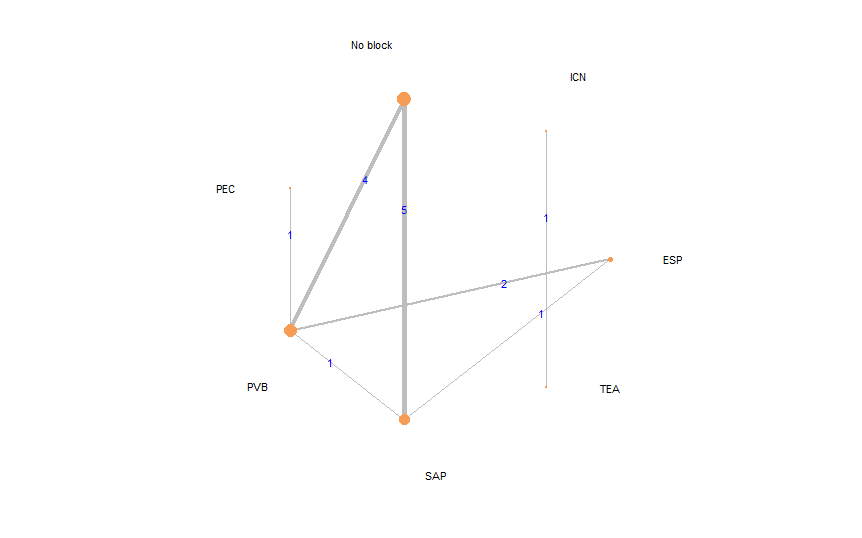 No block
ICN
4
PEC
5
1
1
ESP
2
1
1
PVB
TEA
SAP